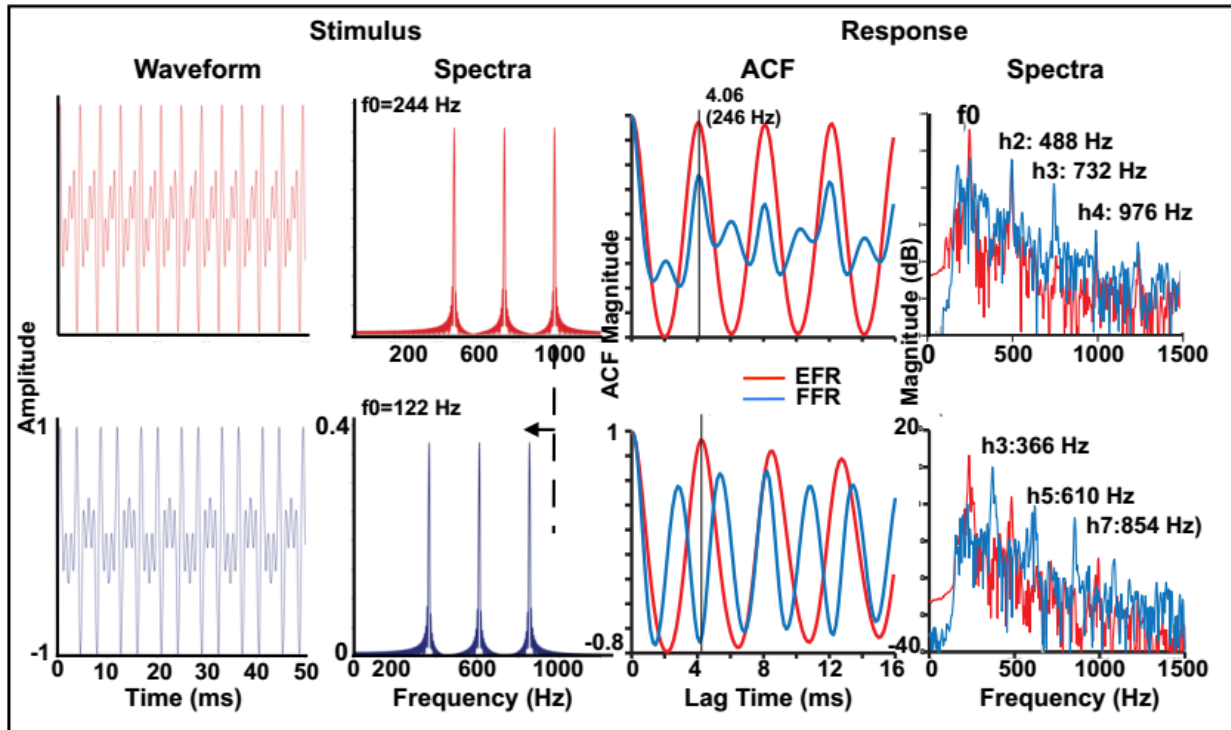 Stimulus
Response
Waveform
Spectra
ACF
Spectra
f0=244 Hz
4.06
(246 Hz)
f0
h2: 488 Hz
h3: 732 Hz
h4: 976 Hz
200 600 1000
0 500 1000 1500
Amplitude
ACF Magnitude
Magnitude (dB)
EFR
FFR
f0=122 Hz
1
-1
0.4
0
1
-0.8
20
-40
h3:366 Hz
h5:610 Hz
h7:854 Hz)
0 10 20 30 40 50
200 600 1000
0 4 8 12 16
0 500 1000 1500
Time (ms)
Frequency (Hz)
Lag Time (ms)
Frequency (Hz)